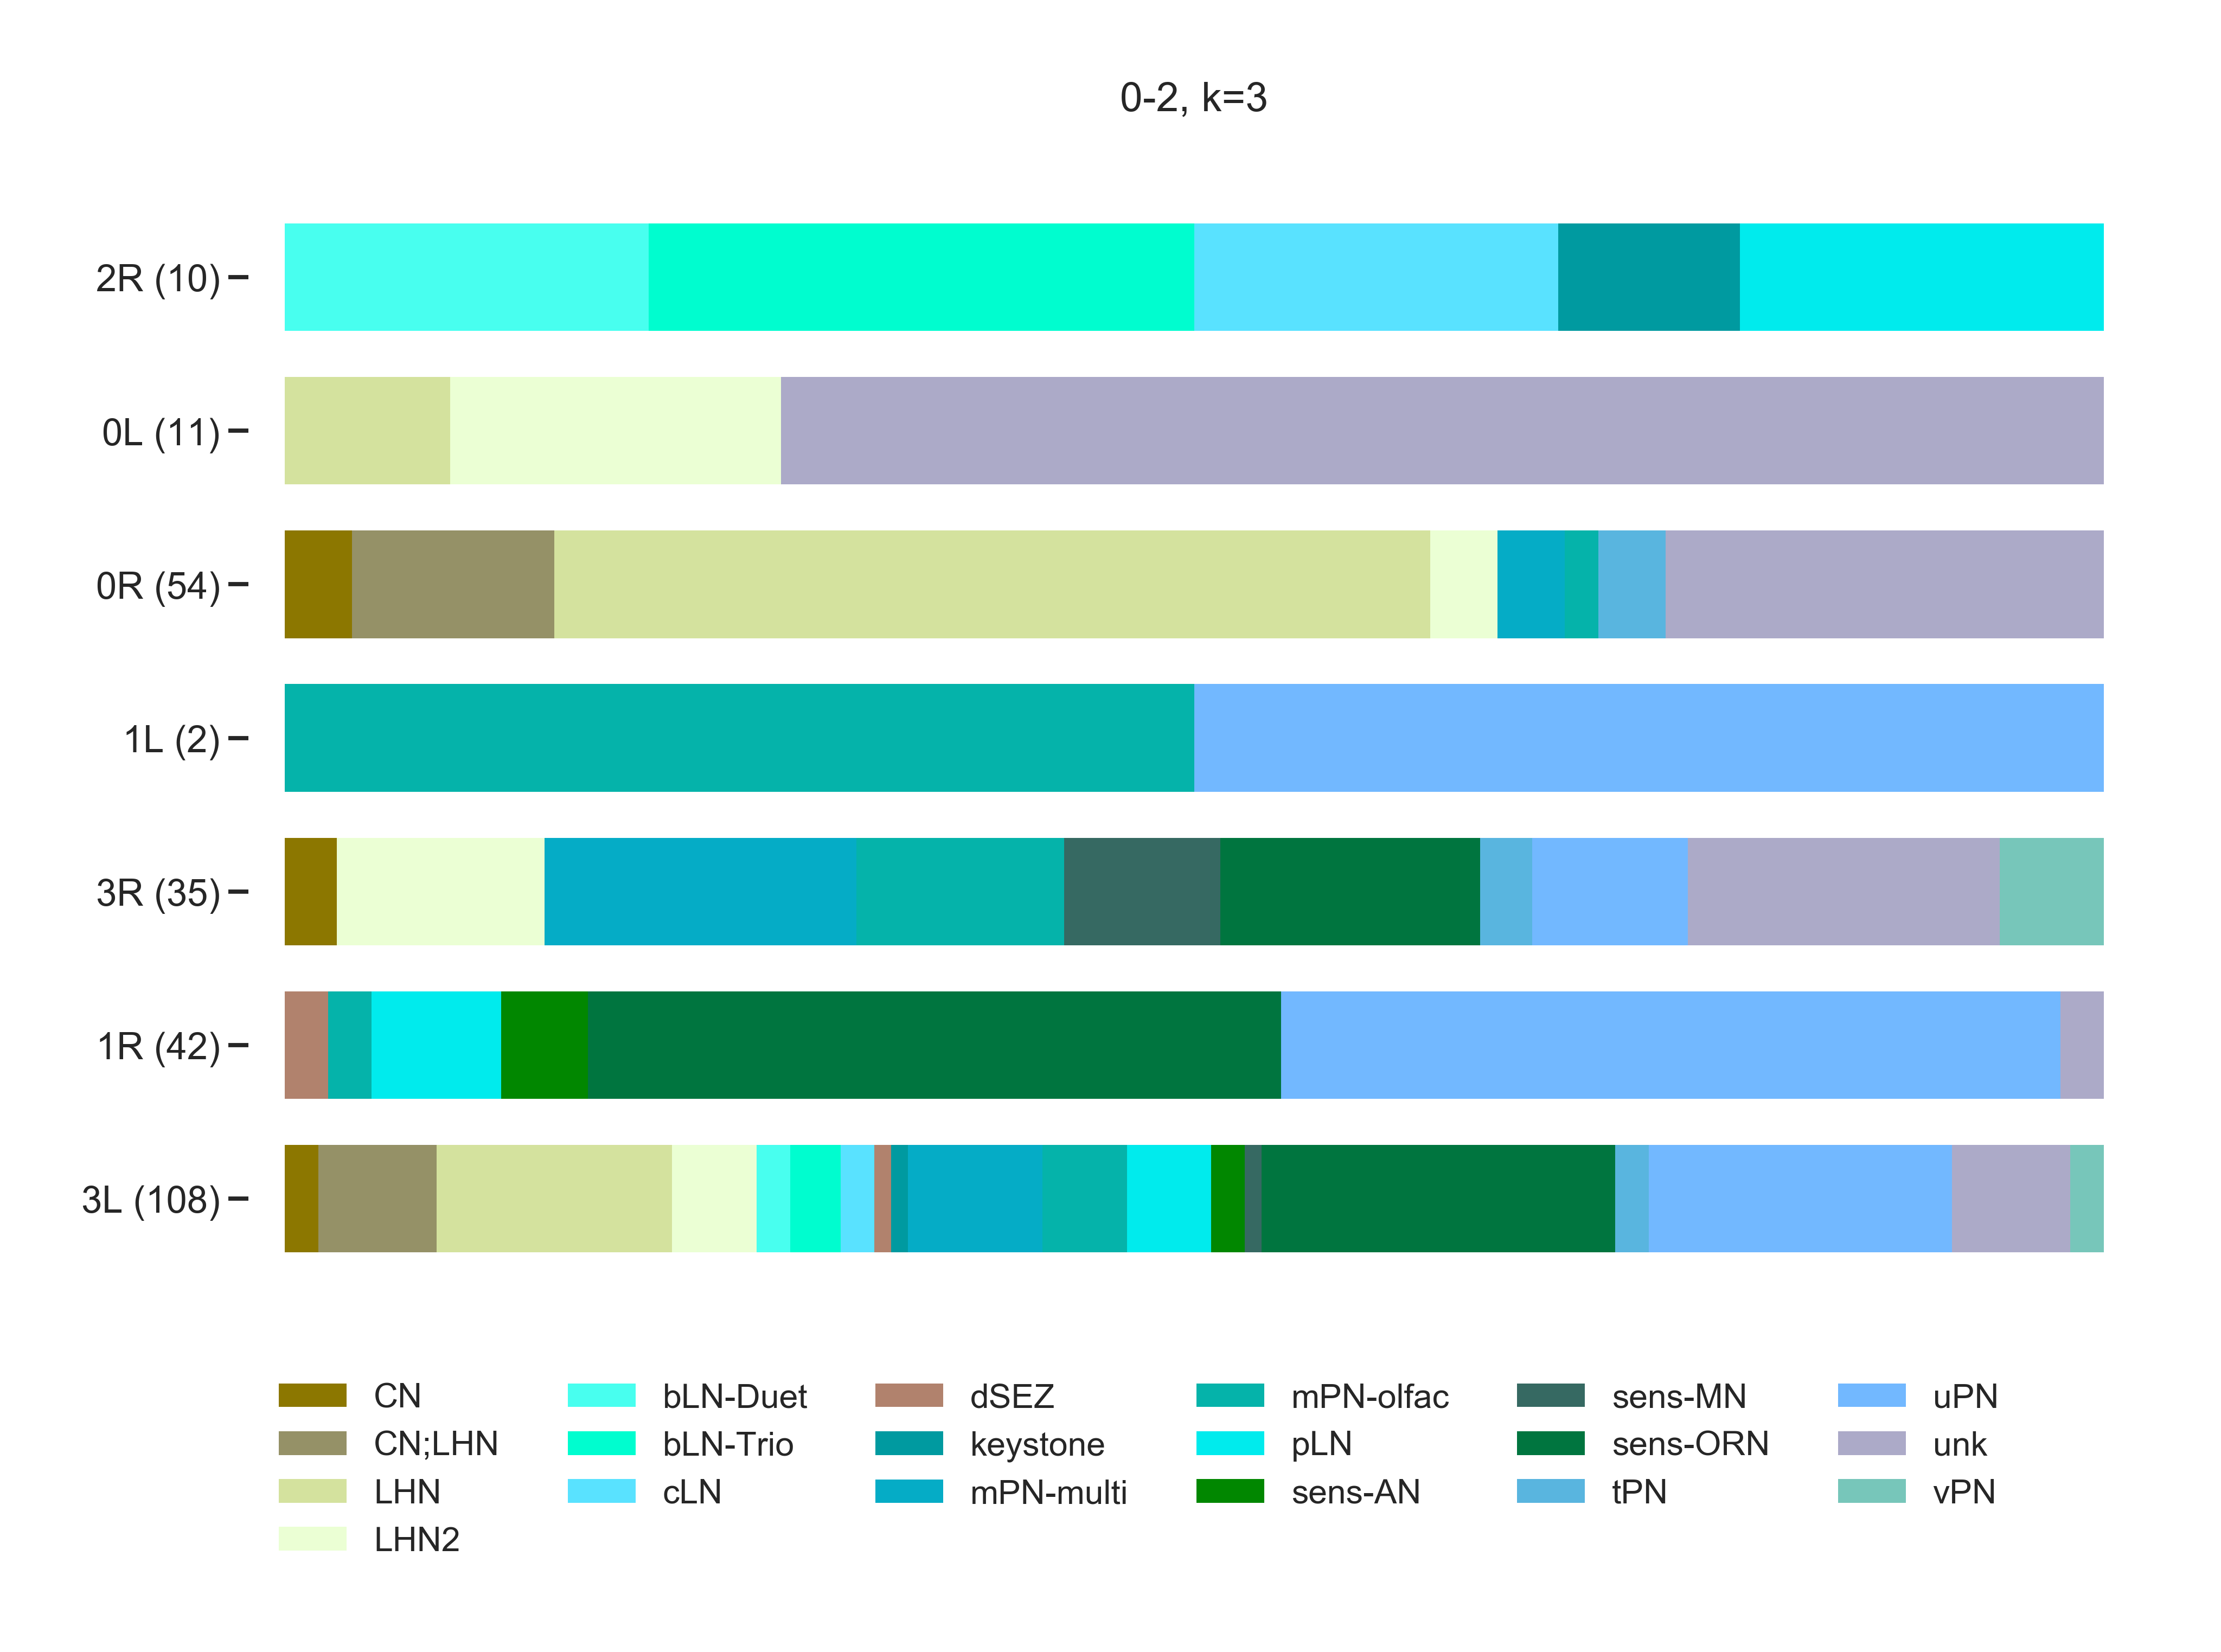 0-2, k=3
2R (10)
0L (11)
0R (54)
1L (2)
3R (35)
1R (42)
3L (108)
CN bLN-Duet dSEZ mPN-olfac sens-MN uPN
CN;LHN bLN-Trio keystone pLN sens-ORN unk
LHN cLN mPN-multi sens-AN tPN vPN
LHN2